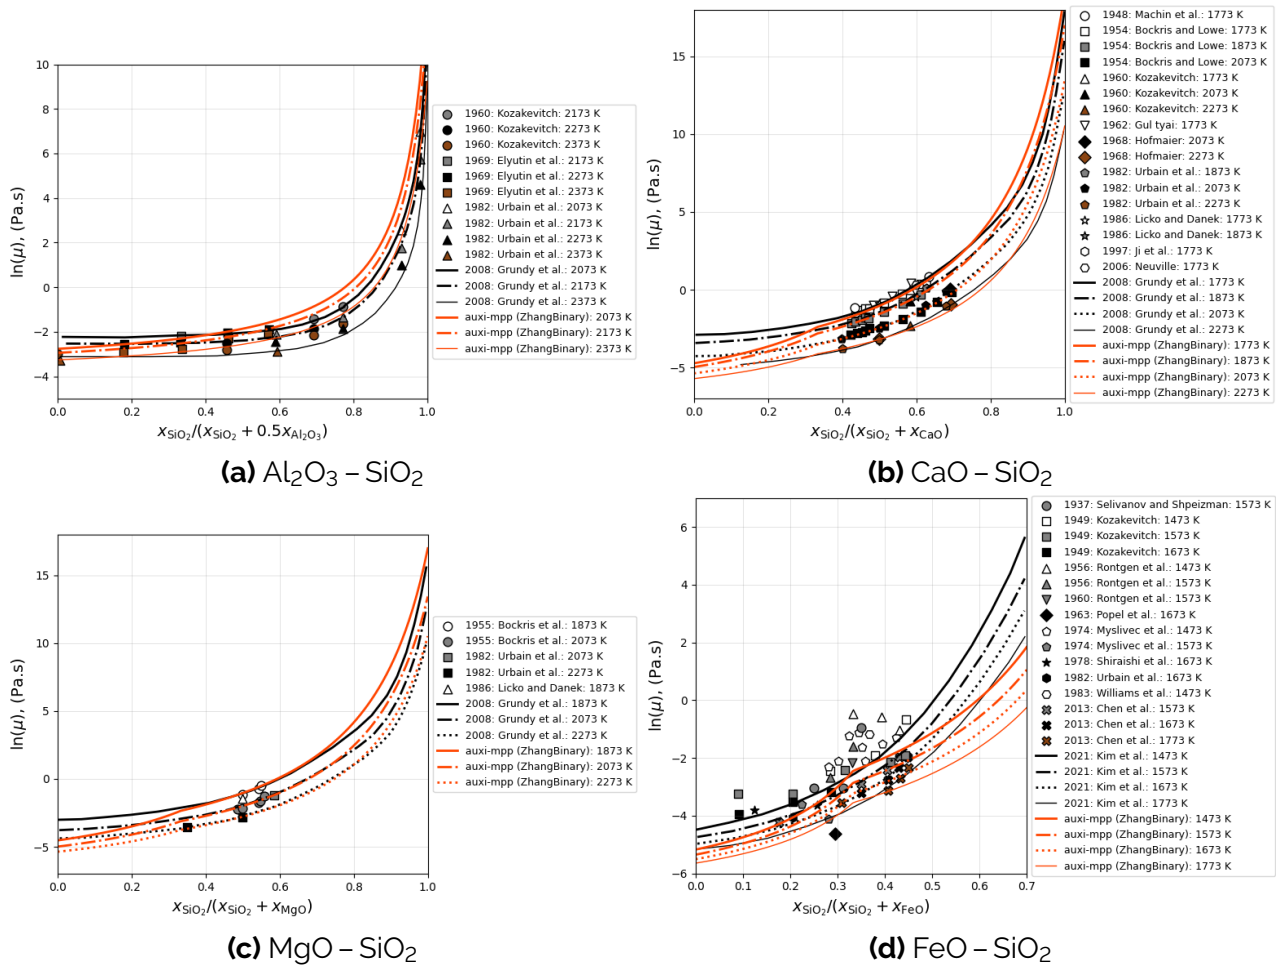 10
8
6
4
2
0
−2
−4
0.0 0.2 0.4 0.6 0.8 1.0
ln(μ), (Pa.s)
xSiO₂/(xSiO₂ + 0.5xAl₂O₃)
1960: Kozakevitch: 2173 K
1960: Kozakevitch: 2273 K
1960: Kozakevitch: 2373 K
1969: Elyutin et al.: 2173 K
1969: Elyutin et al.: 2273 K
1969: Elyutin et al.: 2373 K
1982: Urbain et al.: 2073 K
1982: Urbain et al.: 2173 K
1982: Urbain et al.: 2273 K
1982: Urbain et al.: 2373 K
2008: Grundy et al.: 2073 K
2008: Grundy et al.: 2173 K
2008: Grundy et al.: 2373 K
auxi-mpp (ZhangBinary): 2073 K
auxi-mpp (ZhangBinary): 2173 K
auxi-mpp (ZhangBinary): 2373 K
(a) Al₂O₃ – SiO₂
15
10
5
0
−5
0.0 0.2 0.4 0.6 0.8 1.0
ln(μ), (Pa.s)
xSiO₂/(xSiO₂ + xCaO)
1948: Machin et al.: 1773 K
1954: Bockris and Lowe: 1773 K
1954: Bockris and Lowe: 1873 K
1954: Bockris and Lowe: 2073 K
1960: Kozakevitch: 1773 K
1960: Kozakevitch: 2073 K
1960: Kozakevitch: 2273 K
1962: Gul tyai: 1773 K
1968: Hofmaier: 2073 K
1968: Hofmaier: 2273 K
1982: Urbain et al.: 1873 K
1982: Urbain et al.: 2073 K
1982: Urbain et al.: 2273 K
1986: Licko and Danek: 1773 K
1986: Licko and Danek: 1873 K
1997: Ji et al.: 1773 K
2006: Neuville: 1773 K
2008: Grundy et al.: 1773 K
2008: Grundy et al.: 1873 K
2008: Grundy et al.: 2073 K
2008: Grundy et al.: 2273 K
auxi-mpp (ZhangBinary): 1773 K
auxi-mpp (ZhangBinary): 1873 K
auxi-mpp (ZhangBinary): 2073 K
auxi-mpp (ZhangBinary): 2273 K
(b) CaO – SiO₂
15
10
5
0
−5
0.0 0.2 0.4 0.6 0.8 1.0
ln(μ), (Pa.s)
xSiO₂/(xSiO₂ + xMgO)
1955: Bockris et al.: 1873 K
1955: Bockris et al.: 2073 K
1982: Urbain et al.: 2073 K
1982: Urbain et al.: 2273 K
1986: Licko and Danek: 1873 K
2008: Grundy et al.: 1873 K
2008: Grundy et al.: 2073 K
2008: Grundy et al.: 2273 K
auxi-mpp (ZhangBinary): 1873 K
auxi-mpp (ZhangBinary): 2073 K
auxi-mpp (ZhangBinary): 2273 K
(c) MgO – SiO₂
6
4
2
0
−2
−4
−6
0.0 0.1 0.2 0.3 0.4 0.5 0.6 0.7
ln(μ), (Pa.s)
xSiO₂/(xSiO₂ + xFeO)
1937: Selivanov and Shpeizman: 1573 K
1949: Kozakevitch: 1473 K
1949: Kozakevitch: 1573 K
1949: Kozakevitch: 1673 K
1956: Rontgen et al.: 1473 K
1956: Rontgen et al.: 1573 K
1960: Rontgen et al.: 1573 K
1963: Popel et al.: 1673 K
1974: Myslivec et al.: 1473 K
1974: Myslivec et al.: 1573 K
1978: Shiraishi et al.: 1673 K
1982: Urbain et al.: 1673 K
1983: Williams et al.: 1473 K
2013: Chen et al.: 1573 K
2013: Chen et al.: 1673 K
2013: Chen et al.: 1773 K
2021: Kim et al.: 1473 K
2021: Kim et al.: 1573 K
2021: Kim et al.: 1673 K
2021: Kim et al.: 1773 K
auxi-mpp (ZhangBinary): 1473 K
auxi-mpp (ZhangBinary): 1573 K
auxi-mpp (ZhangBinary): 1673 K
auxi-mpp (ZhangBinary): 1773 K
(d) FeO – SiO₂